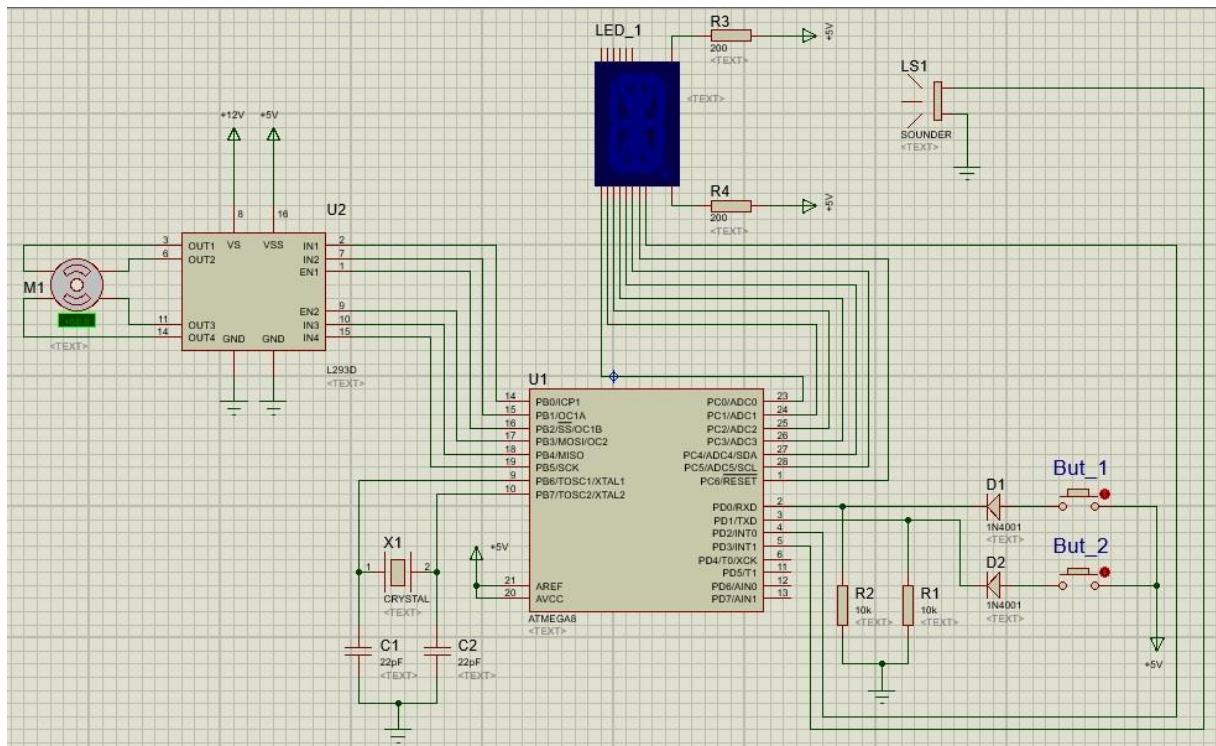 LED_1
<TEXT>
R3
200
<TEXT>
+5V
LS1
SOUNDER
<TEXT>
R4
200
<TEXT>
+5V
+12V
+5V
U2
8
16
VS
VSS
3
OUT1
6
OUT2
11
OUT3
14
OUT4
IN1
2
IN2
7
EN1
1
EN2
9
IN3
10
IN4
15
GND
GND
L293D
<TEXT>
M1
<TEXT>
U1
14
PB0/ICP1
15
PB1/OC1A
16
PB2/SS/OC1B
17
PB3/MOSI/OC2
18
PB4/MISO
19
PB5/SCK
9
PB6/TOSC1/XTAL1
10
PB7/TOSC2/XTAL2
21
AREF
20
AVCC
+5V
PC0/ADC0
23
PC1/ADC1
24
PC2/ADC2
25
PC3/ADC3
26
PC4/ADC4/SDA
27
PC5/ADC5/SCL
28
PC6/RESET
1
PD0/RXD
2
PD1/TXD
3
PD2/INT0
4
PD3/INT1
5
PD4/T0/XCK
6
PD5/T1
11
PD6/AIN0
12
PD7/AIN1
13
ATMEGA8
<TEXT>
X1
1
2
CRYSTAL
<TEXT>
C1
22pF
<TEXT>
C2
22pF
<TEXT>
D1
1N4001
<TEXT>
But_1
D2
1N4001
<TEXT>
But_2
R2
10k
<TEXT>
R1
10k
<TEXT>
+5V